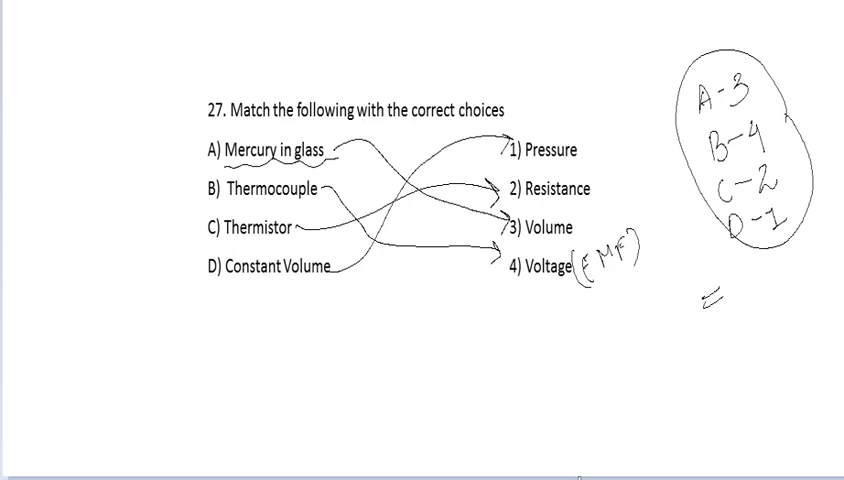 27. Match the following with the correct choices
A) Mercury in glass 1) Pressure
B) Thermocouple 2) Resistance
C) Thermistor 3) Volume
D) Constant Volume 4) Voltage (EMF)
A-3
B-4
C-2
D-1
=